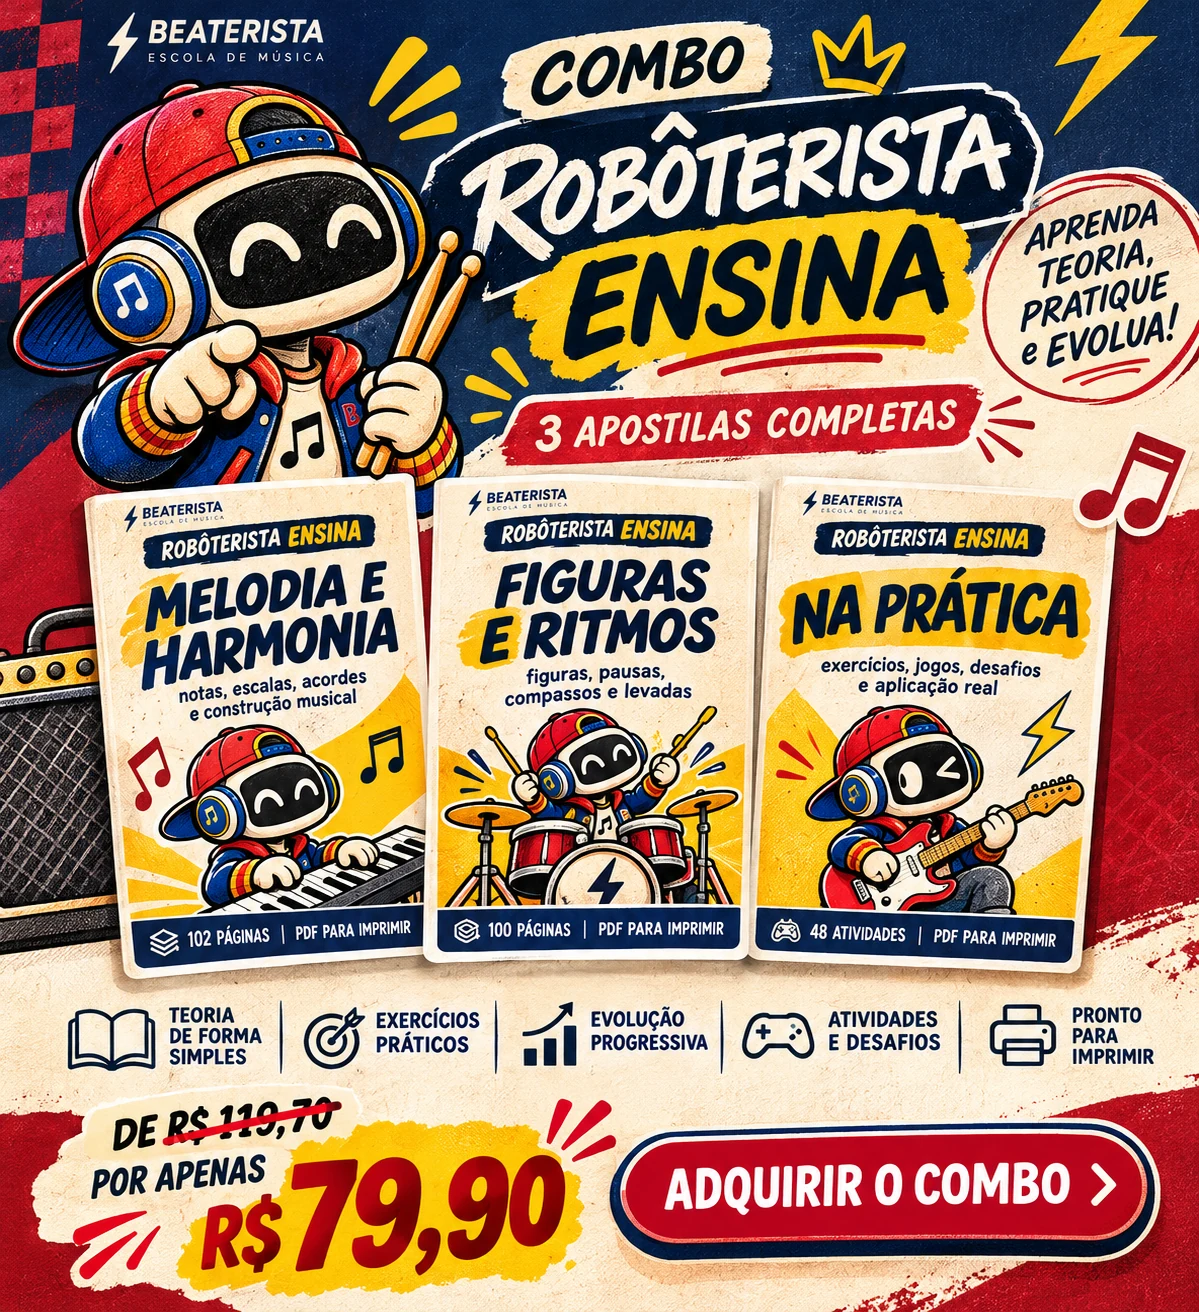 BEATERISTA
ESCOLA DE MÚSICA
COMBO
ROBÔTERISTA
ENSINA
APRENDA
TEORIA,
PRATIQUE
e EVOLUA!
3 APOSTILAS COMPLETAS
B
BEATERISTA
ESCOLA DE MÚSICA
ROBÔTERISTA ENSINA
MELODIA E
HARMONIA
notas, escalas, acordes
e construção musical
102 PÁGINAS | PDF PARA IMPRIMIR
BEATERISTA
ESCOLA DE MÚSICA
ROBÔTERISTA ENSINA
FIGURAS
E RITMOS
figuras, pausas,
compassos e levadas
100 PÁGINAS | PDF PARA IMPRIMIR
BEATERISTA
ESCOLA DE MÚSICA
ROBÔTERISTA ENSINA
NA PRÁTICA
exercícios, jogos, desafios
e aplicação real
48 ATIVIDADES | PDF PARA IMPRIMIR
TEORIA
DE FORMA
SIMPLES
EXERCÍCIOS
PRÁTICOS
EVOLUÇÃO
PROGRESSIVA
ATIVIDADES
E DESAFIOS
PRONTO
PARA
IMPRIMIR
DE R$ 119,70
POR APENAS
R$ 79,90
ADQUIRIR O COMBO